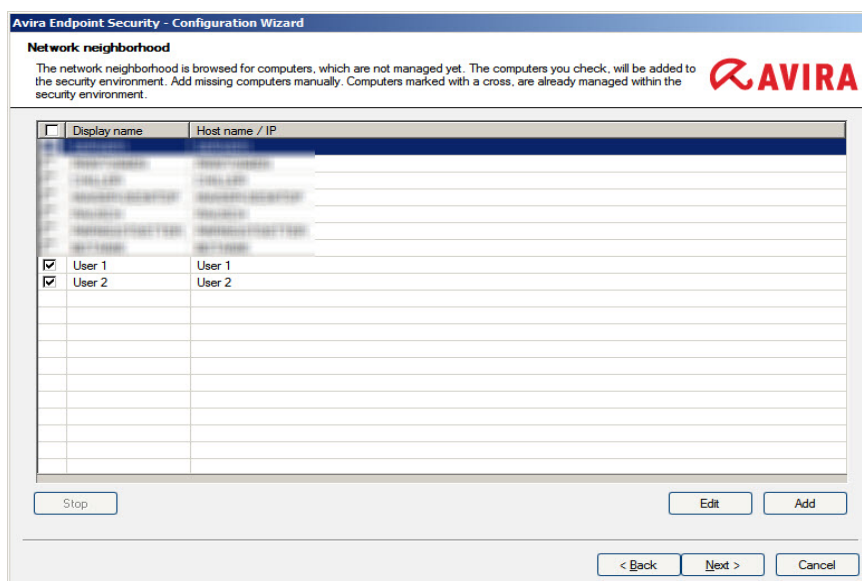 Avira Endpoint Security - Configuration Wizard
Network neighborhood
The network neighborhood is browsed for computers, which are not managed yet. The computers you check, will be added to
the security environment. Add missing computers manually. Computers marked with a cross, are already managed within the
security environment.
AVIRA
Display name Host name / IP
User 1 User 1
User 2 User 2
Stop Edit Add
< Back Next > Cancel